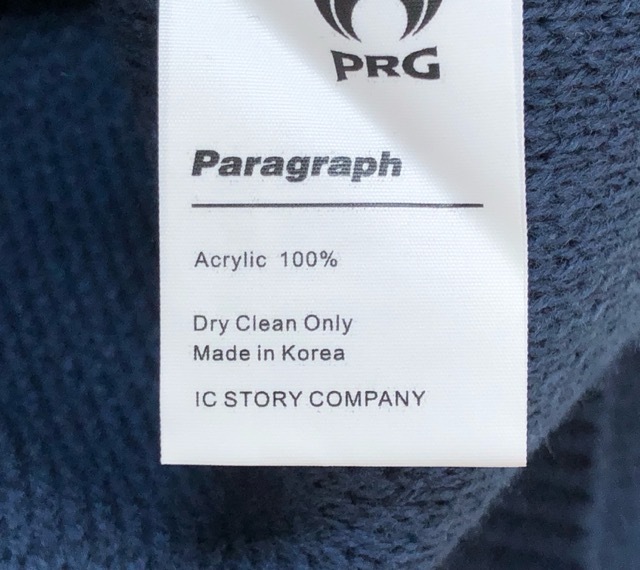 PRG
Paragraph
Acrylic 100%
Dry Clean Only
Made in Korea
IC STORY COMPANY